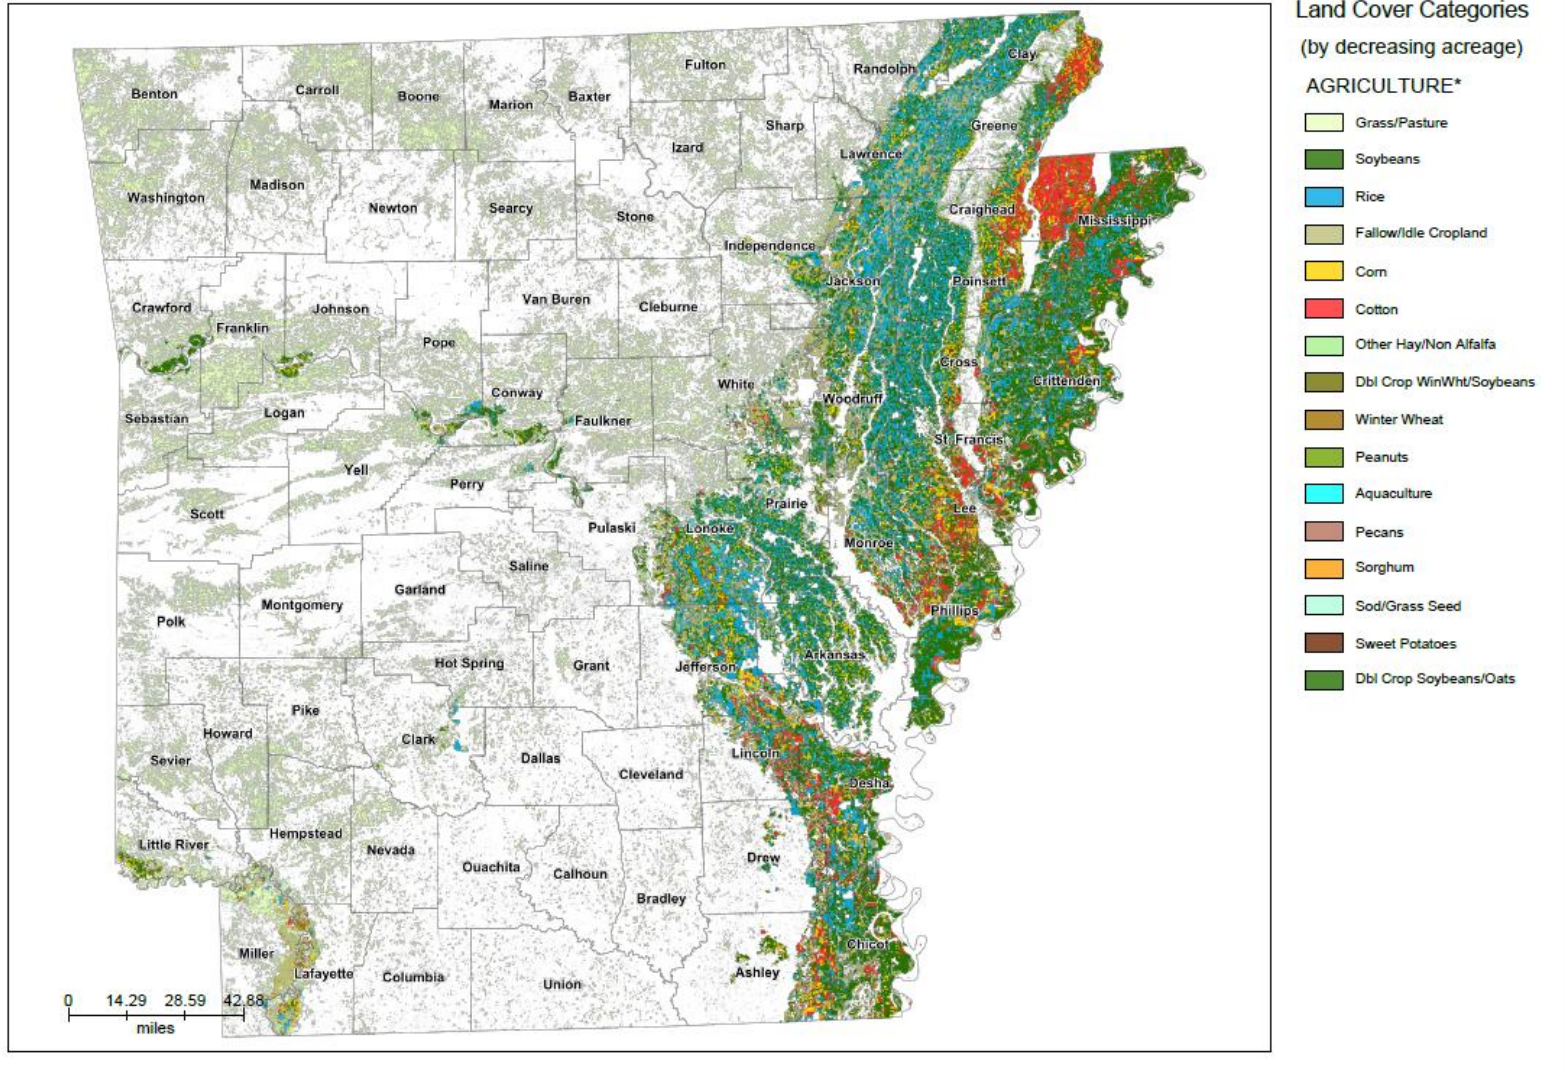 Land Cover Categories
(by decreasing acreage)
AGRICULTURE*
Grass/Pasture
Soybeans
Rice
Fallow/Idle Cropland
Corn
Cotton
Other Hay/Non Alfalfa
Dbl Crop WinWht/Soybeans
Winter Wheat
Peanuts
Aquaculture
Pecans
Sorghum
Sod/Grass Seed
Sweet Potatoes
Dbl Crop Soybeans/Oats
Benton
Carroll
Boone
Marion
Baxter
Fulton
Randolph
Clay
Sharp
Greene
Izard
Lawrence
Washington
Madison
Newton
Searcy
Stone
Craighead
Mississippi
Independence
Jackson
Poinsett
Crawford
Franklin
Johnson
Van Buren
Cleburne
Pope
Cross
Crittenden
White
Woodruff
Conway
Sebastian
Logan
Faulkner
St Francis
Yell
Perry
Scott
Prairie
Lee
Pulaski
Lonoke
Monroe
Saline
Garland
Montgomery
Polk
Phillips
Hot Spring
Grant
Jefferson
Arkansas
Pike
Howard
Clark
Sevier
Dallas
Lincoln
Cleveland
Desha
Hempstead
Little River
Nevada
Ouachita
Calhoun
Drew
Bradley
Miller
Lafayette
Columbia
Union
Ashley
Chicot
0 14.29 28.59 42.88
miles